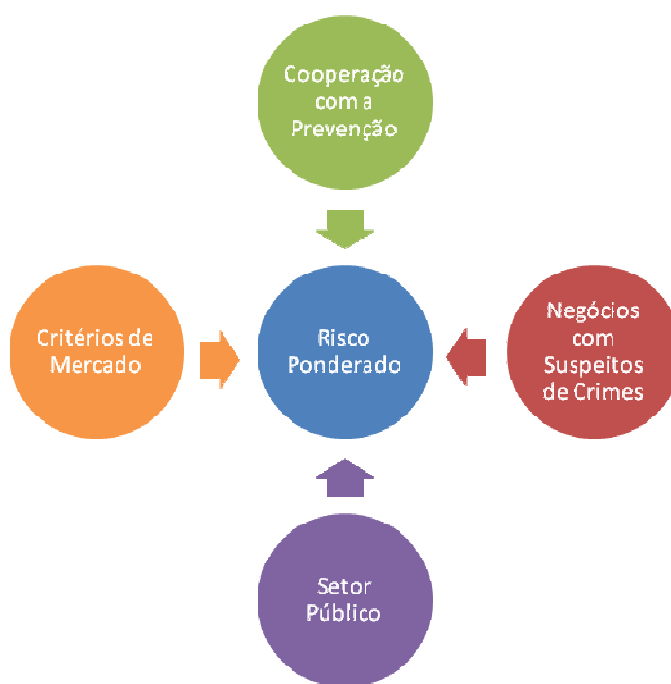 Cooperação
com a
Prevenção
Critérios de
Mercado
Risco
Ponderado
Negócios
com
Suspeitos
de Crimes
Setor
Público